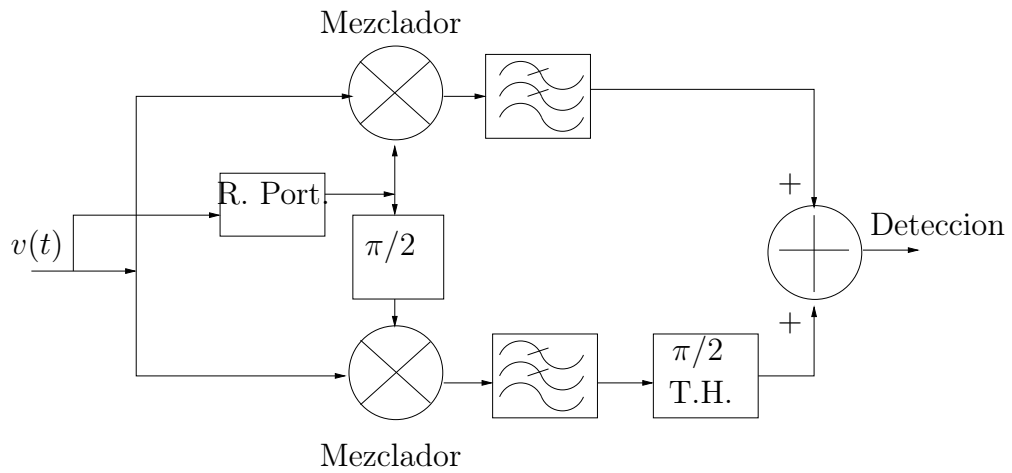 Mezclador
+
R. Port.
π/2
v(t)
Deteccion
+
π/2
T.H.
Mezclador